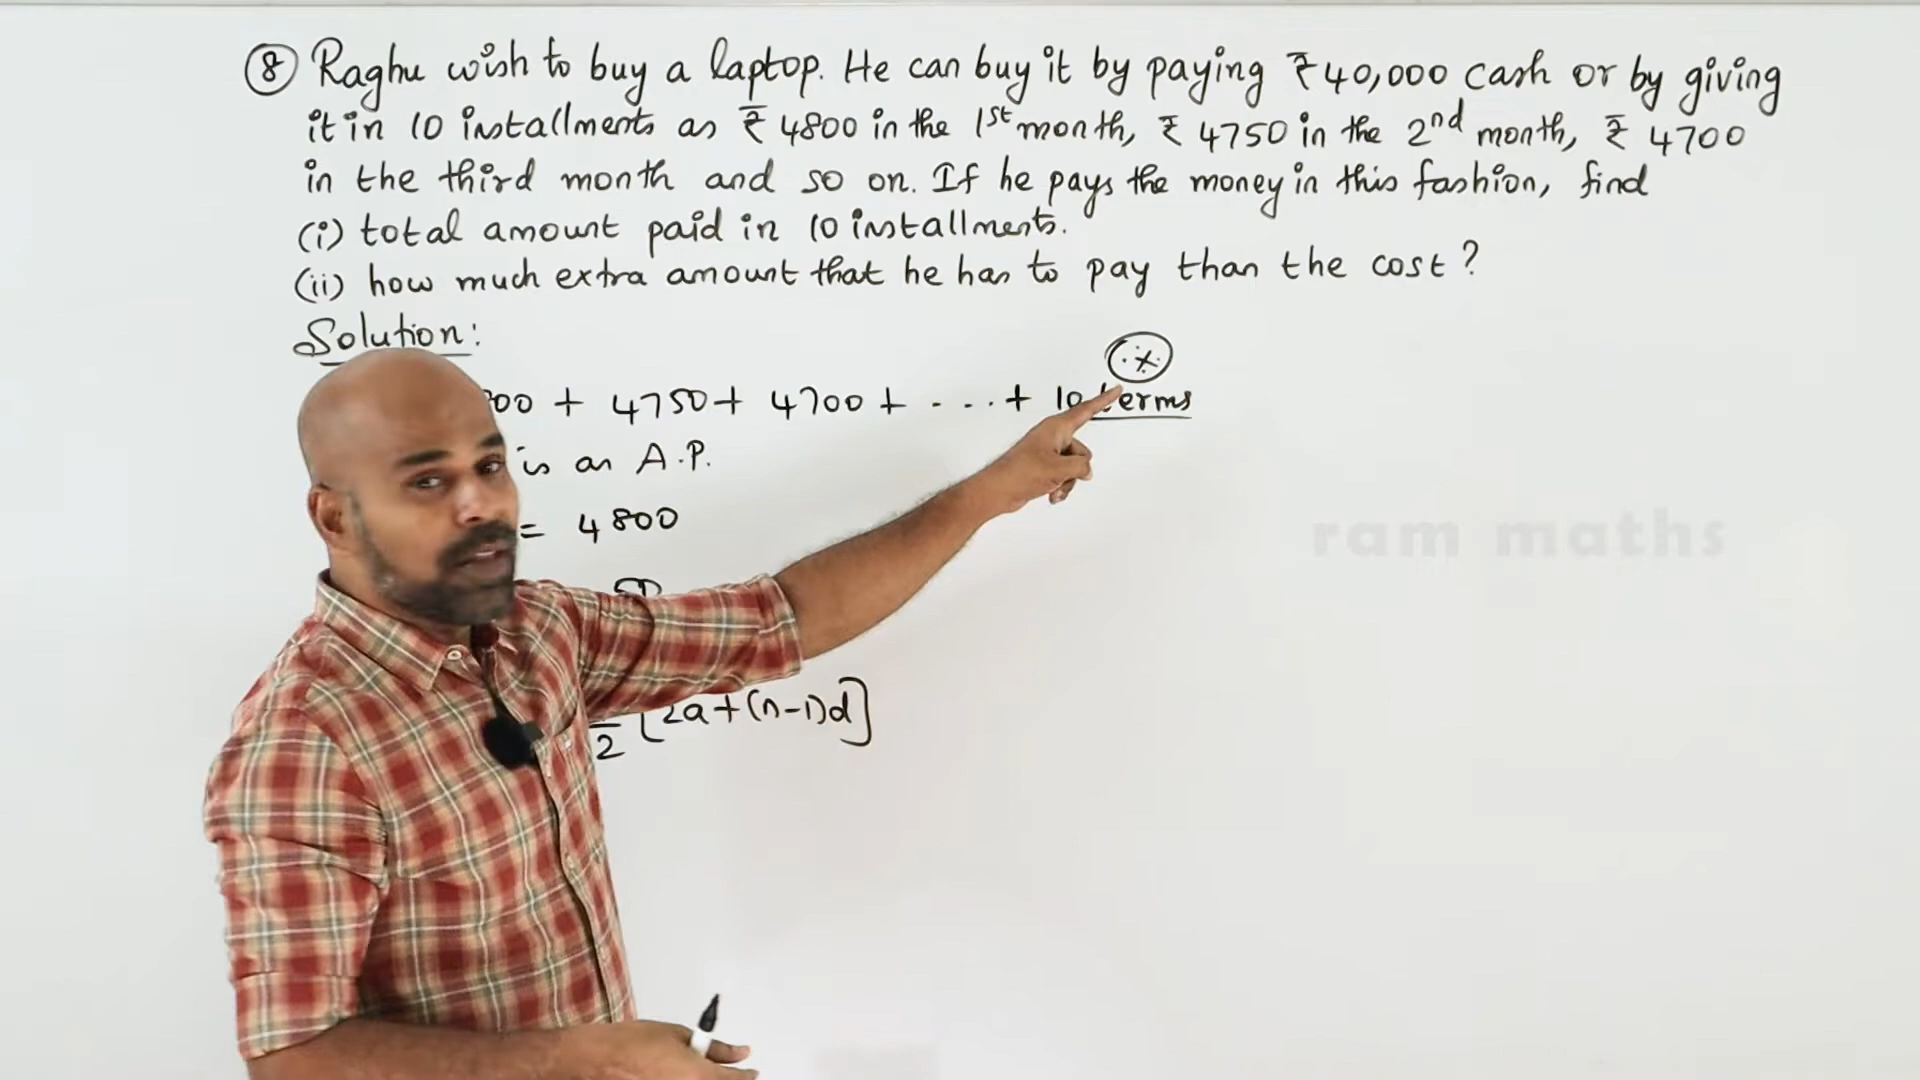 ⑧ Raghu wish to buy a laptop. He can buy it by paying ₹40,000 cash or by giving
it in 10 installments as ₹ 4800 in the 1st month, ₹ 4750 in the 2nd month, ₹ 4700
in the third month and so on. If he pays the money in this fashion, find
(i) total amount paid in 10 installments.
(ii) how much extra amount that he has to pay than the cost?
Solution:
00 + 4750 + 4700 + ... + 10 terms
is an A.P.
= 4800
ram maths
2 [2a+(n-1)d]